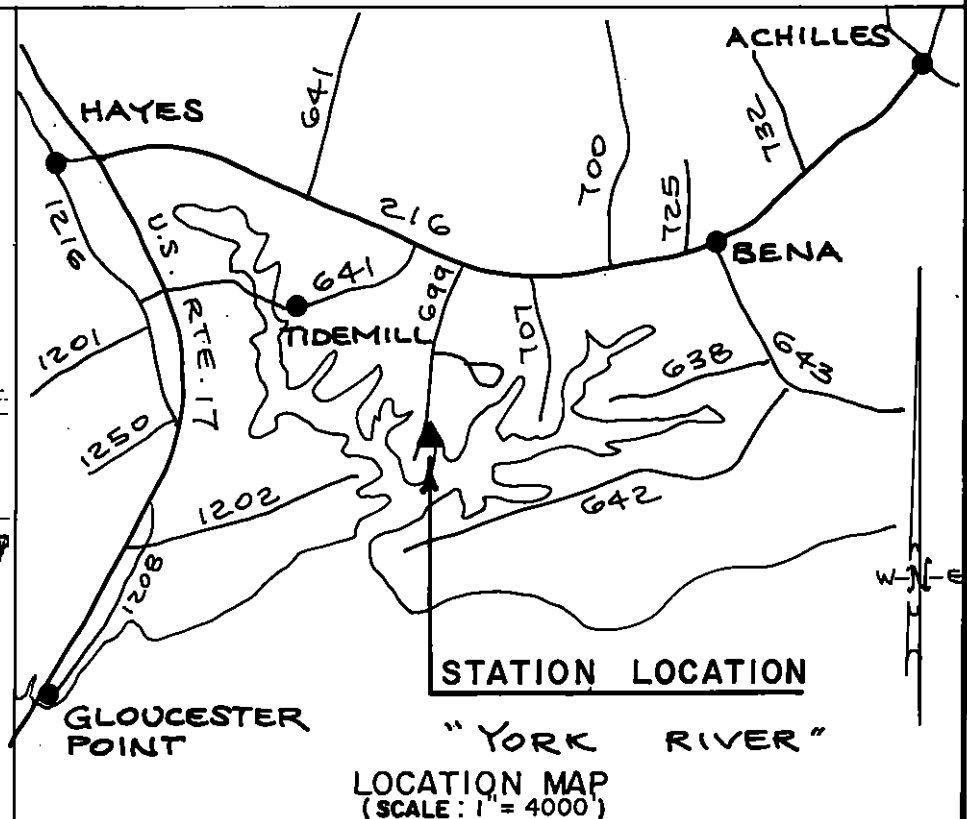 ACHILLES
HAYES
641
732
700
725
1216
U.S. RTE. 17
216
BENA
641
699
TIDEMILL
701
638
643
1201
1250
1202
642
1208
W-N-E
STATION LOCATION
GLOUCESTER
POINT
"YORK RIVER"
LOCATION MAP
(SCALE: 1" = 4000')